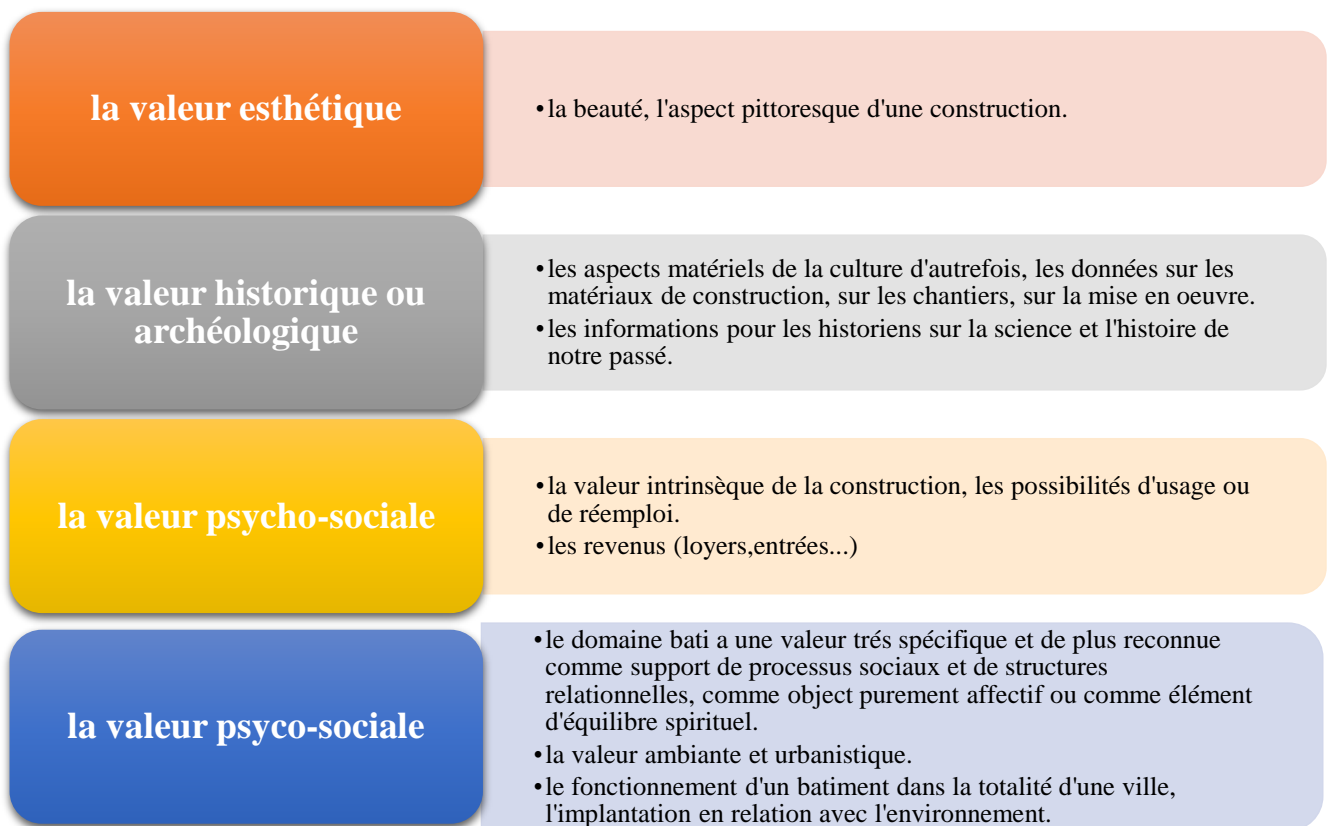 la valeur esthétique
•la beauté, l'aspect pittoresque d'une construction.
la valeur historique ou
archéologique
•les aspects matériels de la culture d'autrefois, les données sur les
matériaux de construction, sur les chantiers, sur la mise en oeuvre.
•les informations pour les historiens sur la science et l'histoire de
notre passé.
la valeur psycho-sociale
•la valeur intrinsèque de la construction, les possibilités d'usage ou
de réemploi.
•les revenus (loyers,entrées...)
la valeur psyco-sociale
•le domaine bati a une valeur trés spécifique et de plus reconnue
comme support de processus sociaux et de structures
relationnelles, comme object purement affectif ou comme élément
d'équilibre spirituel.
•la valeur ambiante et urbanistique.
•le fonctionnement d'un batiment dans la totalité d'une ville,
l'implantation en relation avec l'environnement.